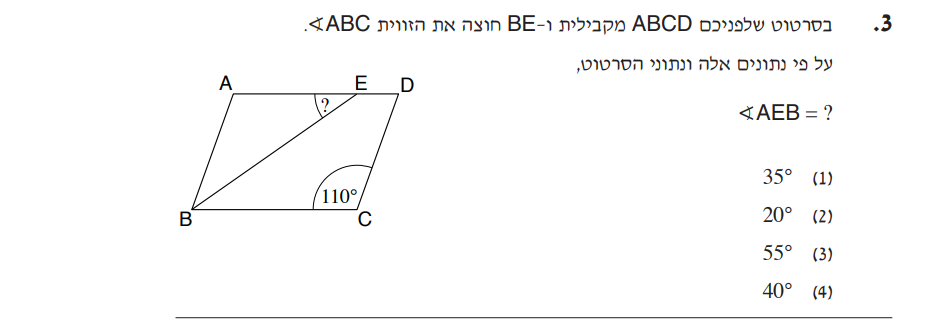 3. בסרטוט שלפניכם ABCD מקבילית ו-BE חוצה את הזווית ABC∢.
על פי נתונים אלה ונתוני הסרטוט,
∢AEB = ?
(1) 35°
(2) 20°
(3) 55°
(4) 40°
A E D
?
110°
B C